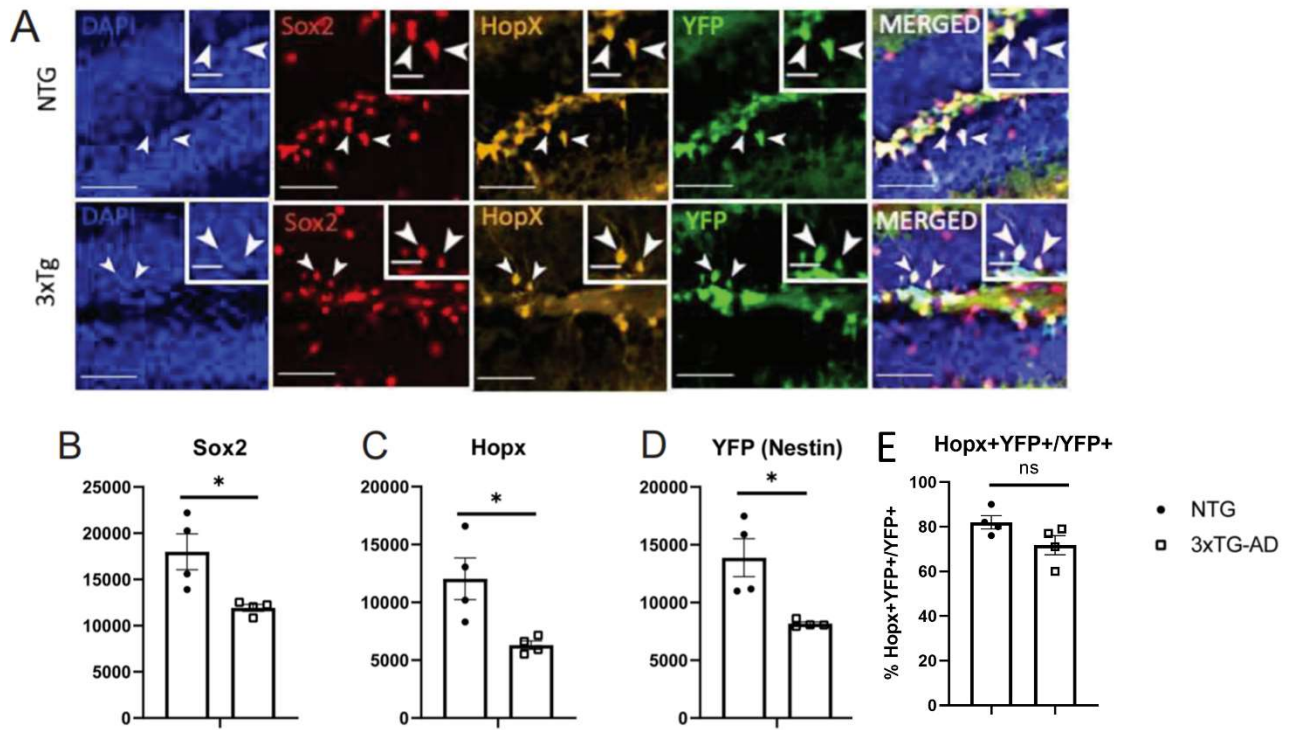 A
NTG
DAPI
Sox2
HopX
YFP
MERGED
3xTg
DAPI
Sox2
HopX
YFP
MERGED
B
Sox2
*
25000
20000
15000
10000
5000
0
C
Hopx
*
20000
15000
10000
5000
0
D
YFP (Nestin)
*
20000
15000
10000
5000
0
E
Hopx+YFP+/YFP+
ns
% Hopx+YFP+/YFP+
100
80
60
40
20
0
NTG
3xTG-AD